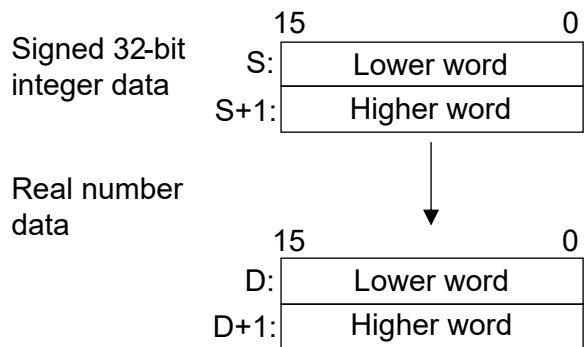 15 0
Signed 32-bit
integer data
S: Lower word
S+1: Higher word
Real number
data
15 0
D: Lower word
D+1: Higher word